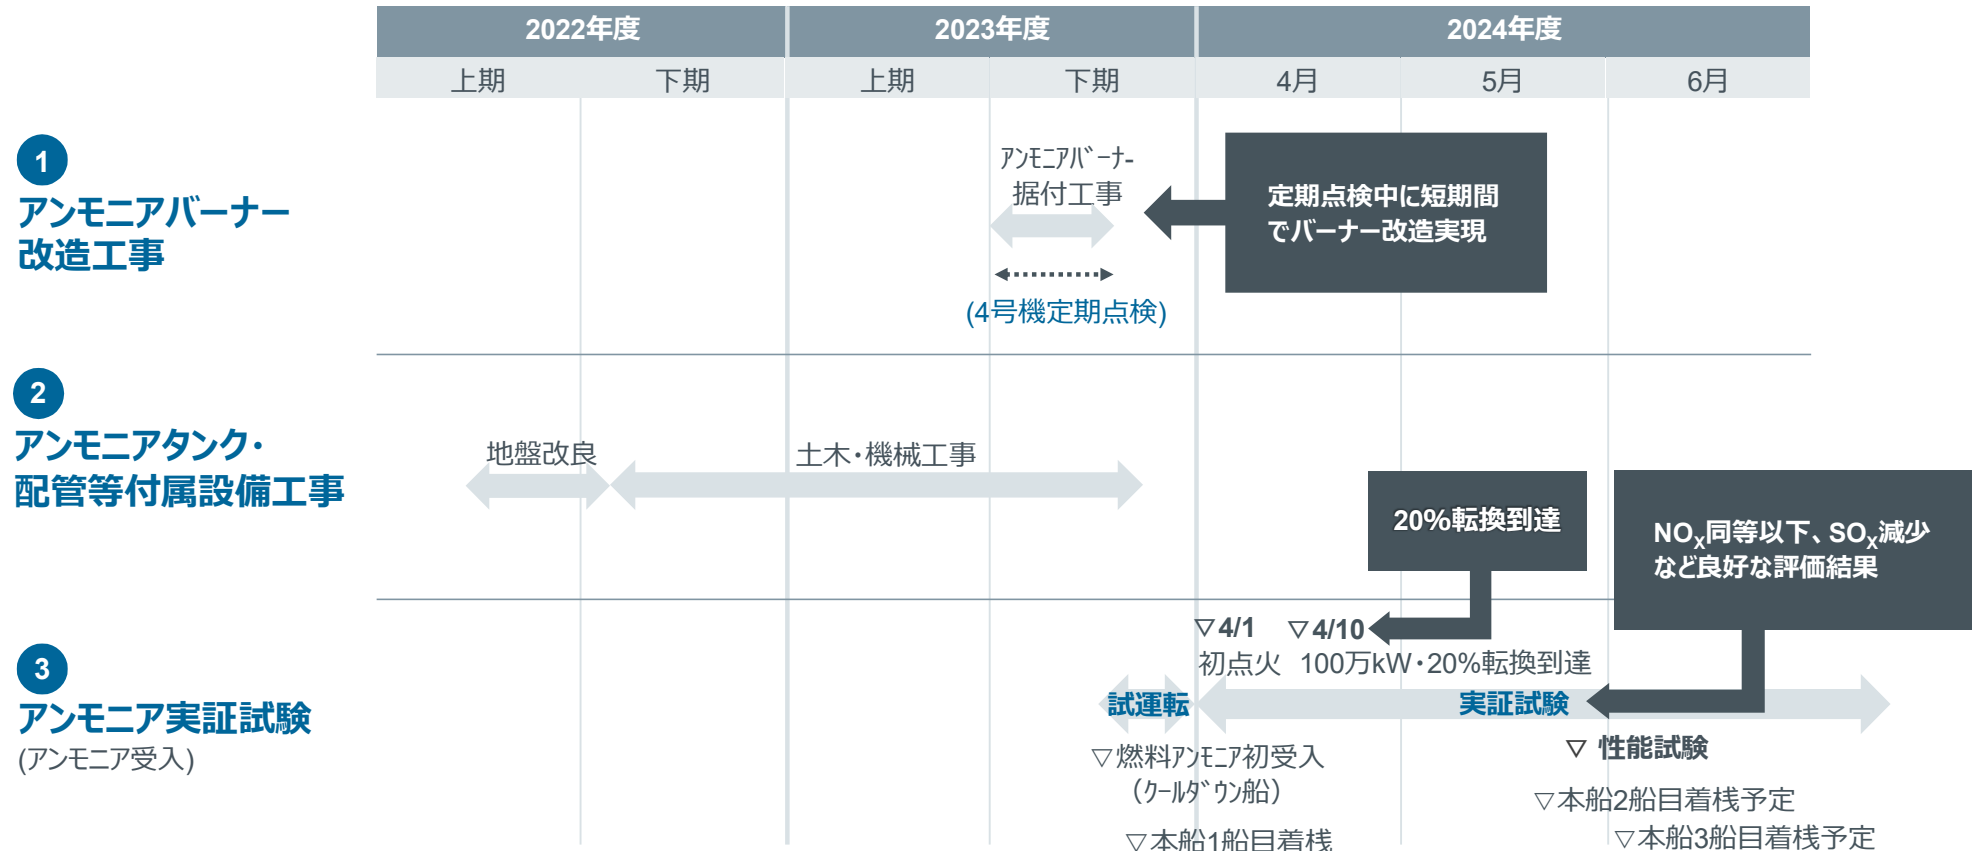 2022年度
2023年度
2024年度
上期
下期
上期
下期
4月
5月
6月
1
アンモニアバーナー
改造工事
ｱﾝﾓﾆｱﾊﾞｰﾅｰ
据付工事
定期点検中に短期間
でバーナー改造実現
(4号機定期点検)
2
アンモニアタンク・
配管等付属設備工事
地盤改良
土木・機械工事
20%転換到達
NOX同等以下、SOX減少
など良好な評価結果
3
アンモニア実証試験
(アンモニア受入)
▽4/1
初点火
▽4/10
100万kW・20%転換到達
試運転
実証試験
▽燃料ｱﾝﾓﾆｱ初受入
（ｸｰﾙﾀﾞｳﾝ船）
▽本船1船目着桟
▽ 性能試験
▽本船2船目着桟予定
▽本船3船目着桟予定